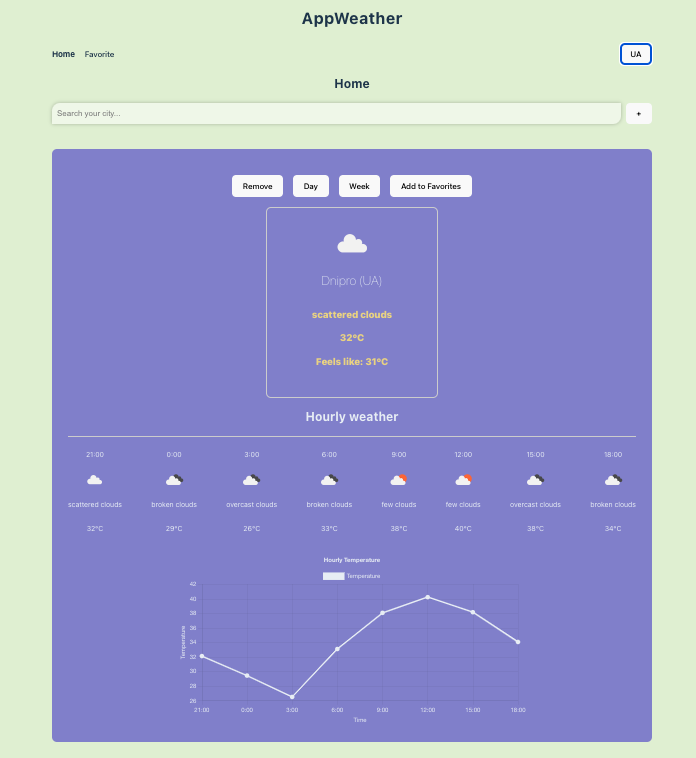 AppWeather
Home Favorite UA
Home
Search your city... +
Remove Day Week Add to Favorites
Dnipro (UA)
scattered clouds
32°C
Feels like: 31°C
Hourly weather
21:00 0:00 3:00 6:00 9:00 12:00 15:00 18:00
scattered clouds broken clouds overcast clouds broken clouds few clouds few clouds overcast clouds broken clouds
32°C 29°C 26°C 33°C 38°C 40°C 38°C 34°C
Hourly Temperature
Temperature
42
40
38
36
34
32
30
28
26
Temperature
21:00 0:00 3:00 6:00 9:00 12:00 15:00 18:00
Time